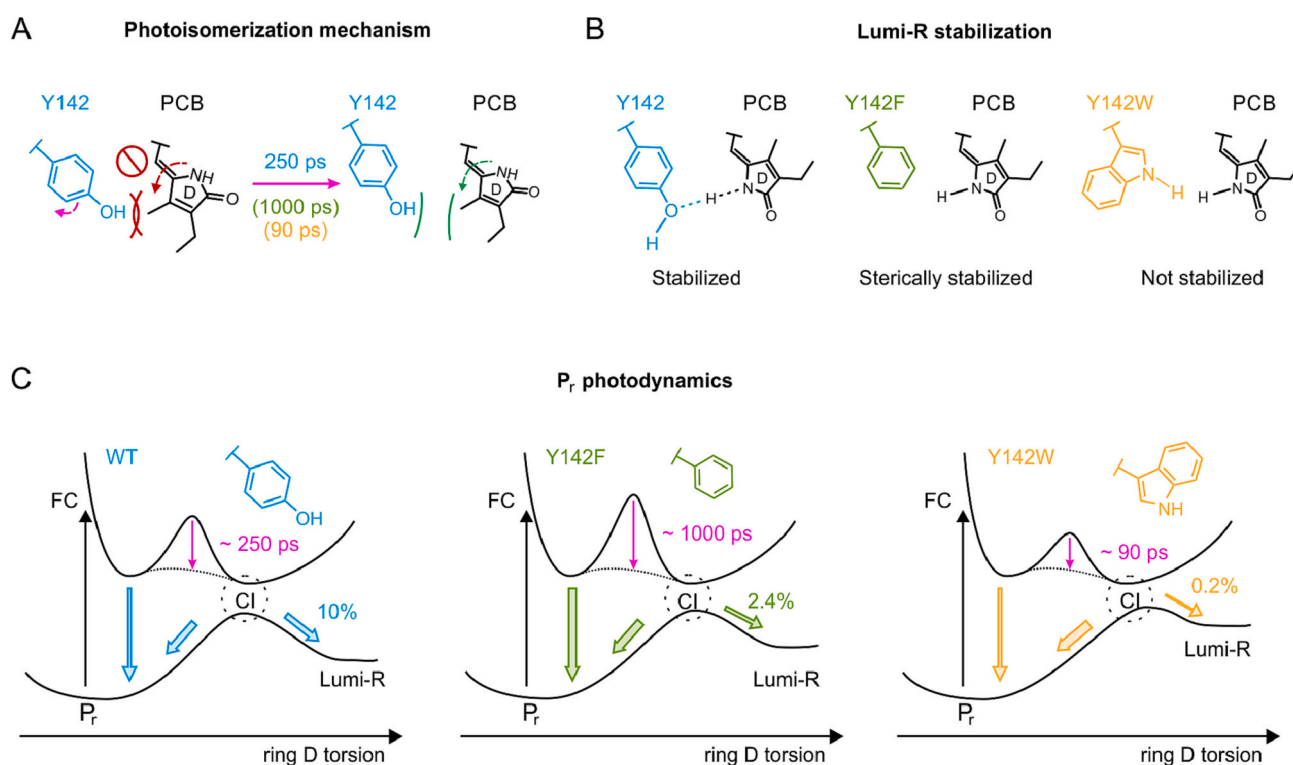 A
Photoisomerization mechanism
Y142
PCB
OH
NH
D
O
250 ps
(1000 ps)
(90 ps)
Y142
PCB
OH
NH
D
O
B
Lumi-R stabilization
Y142
PCB
O
H
H
N
D
O
Stabilized
Y142F
PCB
H
N
D
O
Sterically stabilized
Y142W
PCB
N
H
H
N
D
O
Not stabilized
C
Pr photodynamics
WT
OH
FC
~ 250 ps
CI
10%
Lumi-R
Pr
ring D torsion
Y142F
FC
~ 1000 ps
CI
2.4%
Lumi-R
Pr
ring D torsion
Y142W
NH
FC
~ 90 ps
CI
0.2%
Lumi-R
Pr
ring D torsion